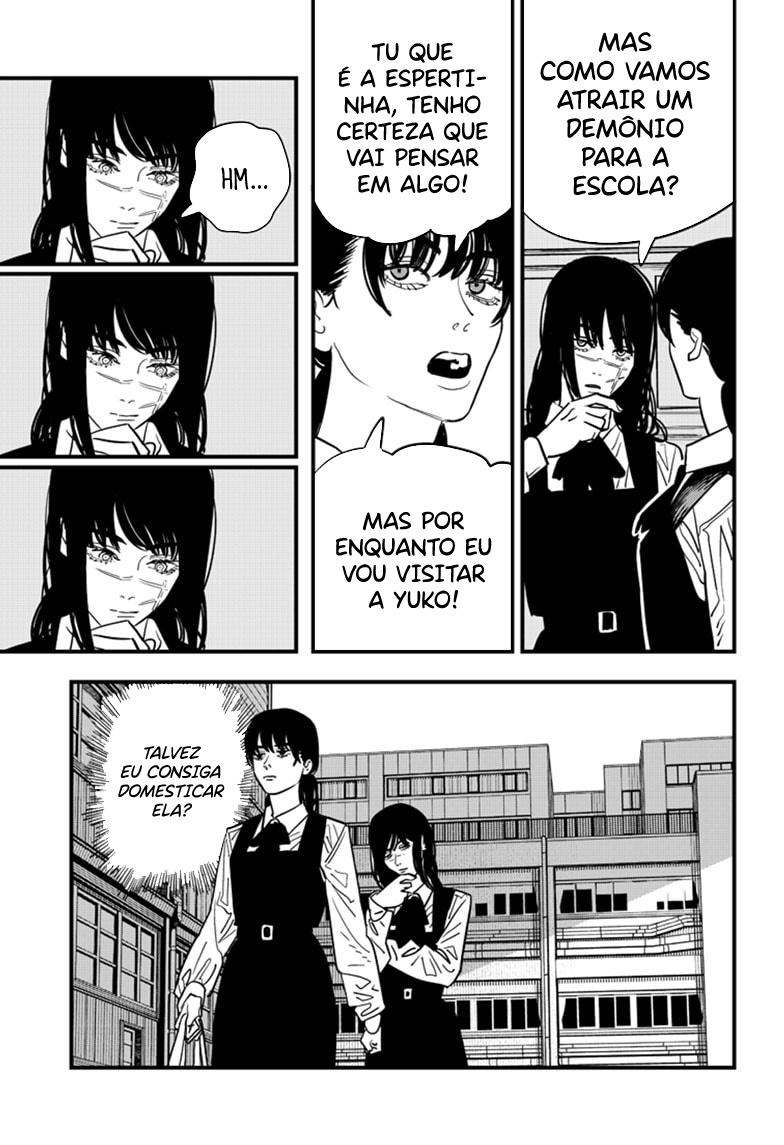 MAS
COMO VAMOS
ATRAIR UM
DEMÔNIO
PARA A
ESCOLA?
TU QUE
É A ESPERTI-
NHA, TENHO
CERTEZA QUE
VAI PENSAR
EM ALGO!
MAS POR
ENQUANTO EU
VOU VISITAR
A YUKO!
HM...
TALVEZ
EU CONSIGA
DOMESTICAR
ELA?